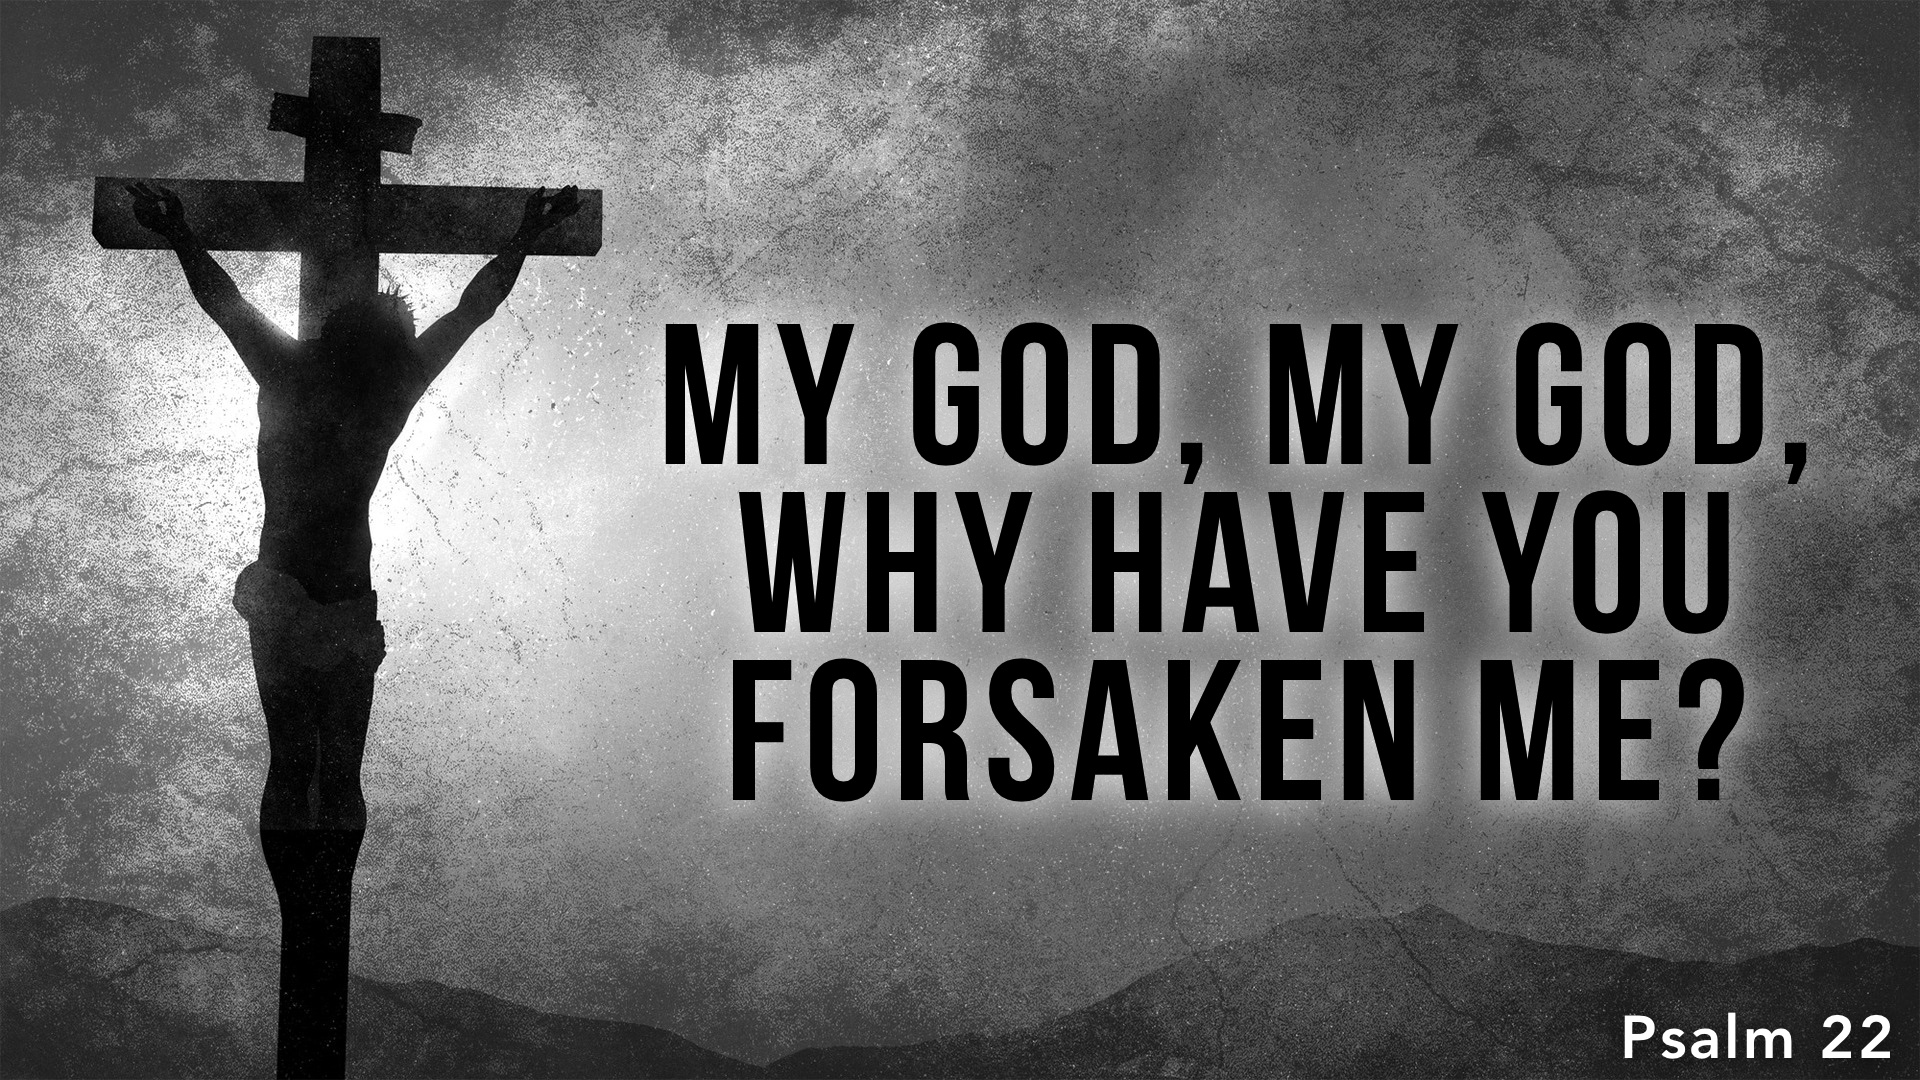 MY GOD, MY GOD,
WHY HAVE YOU
FORSAKEN ME?
Psalm 22